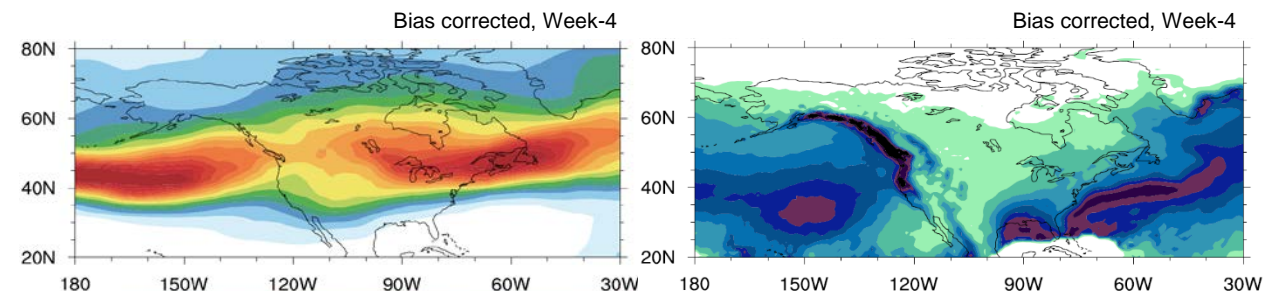 Bias corrected, Week-4
80N
60N
40N
20N
180 150W 120W 90W 60W 30W
Bias corrected, Week-4
80N
60N
40N
20N
180 150W 120W 90W 60W 30W